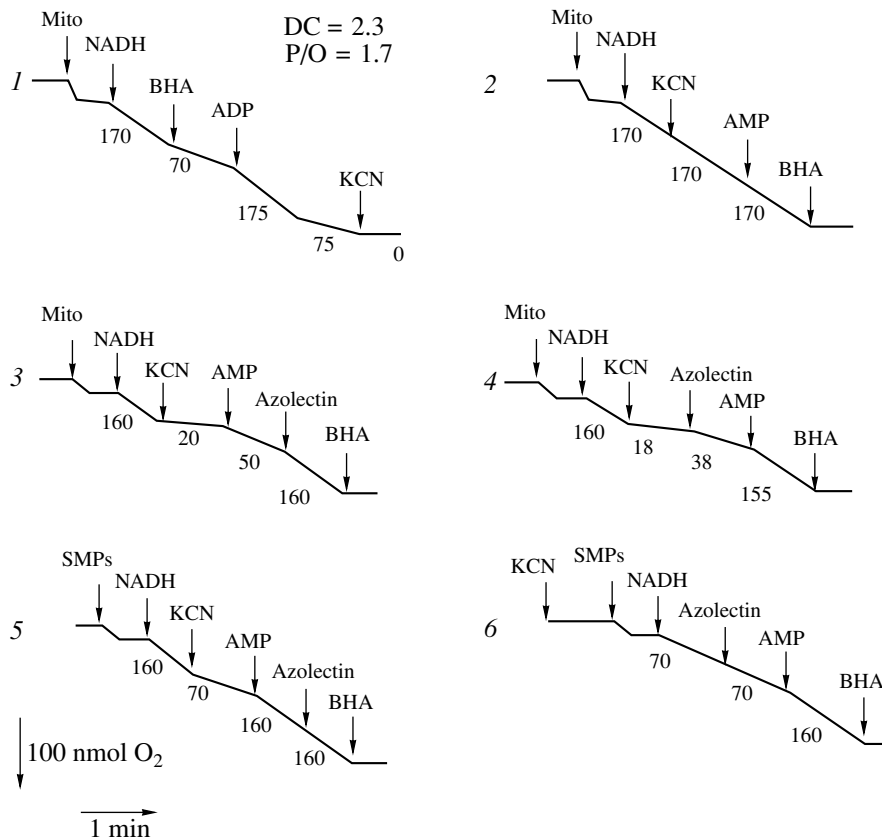 1
Mito
NADH
BHA
ADP
KCN
DC = 2.3
P/O = 1.7
170
70
175
75
0
2
Mito
NADH
KCN
AMP
BHA
170
170
170
3
Mito
NADH
KCN
AMP
Azolectin
BHA
160
20
50
160
4
Mito
NADH
KCN
Azolectin
AMP
BHA
160
18
38
155
5
SMPs
NADH
KCN
AMP
Azolectin
BHA
160
70
160
160
6
KCN
SMPs
NADH
Azolectin
AMP
BHA
70
70
160
100 nmol O₂
1 min